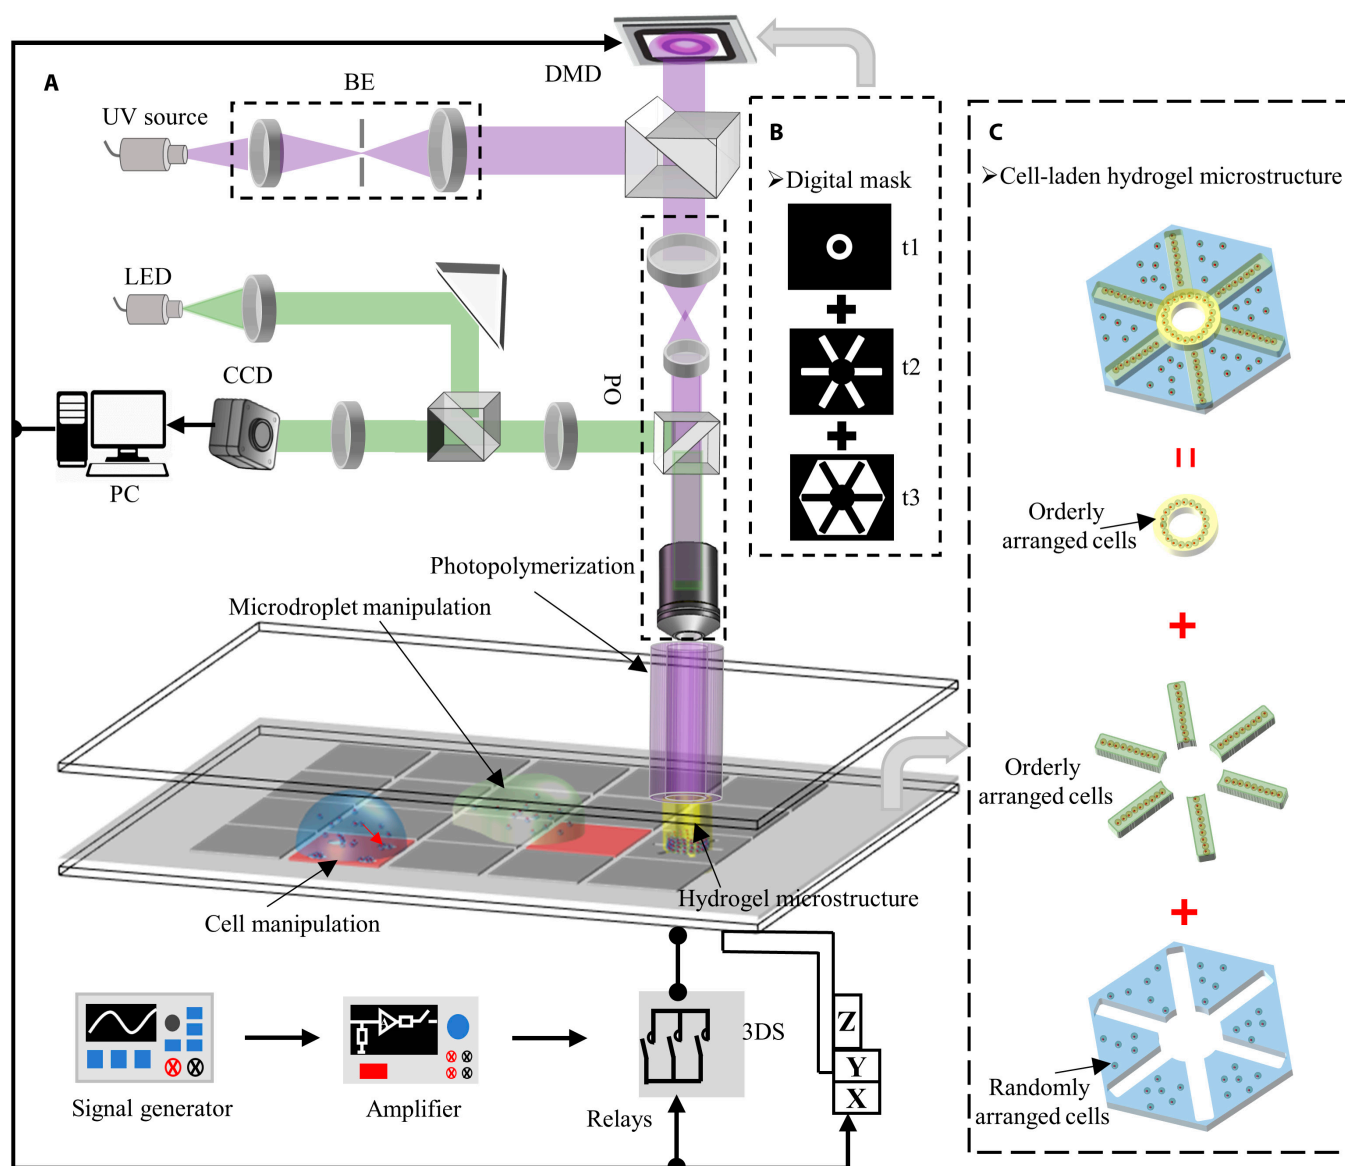 A
BE
DMD
UV source
B
➢Digital mask
t1
t2
t3
C
➢Cell-laden hydrogel microstructure
LED
CCD
PO
PC
Orderly
arranged cells
Photopolymerization
Microdroplet manipulation
Orderly
arranged cells
Hydrogel microstructure
Cell manipulation
3DS
Z
Y
X
Signal generator
Amplifier
Relays
Randomly
arranged cells